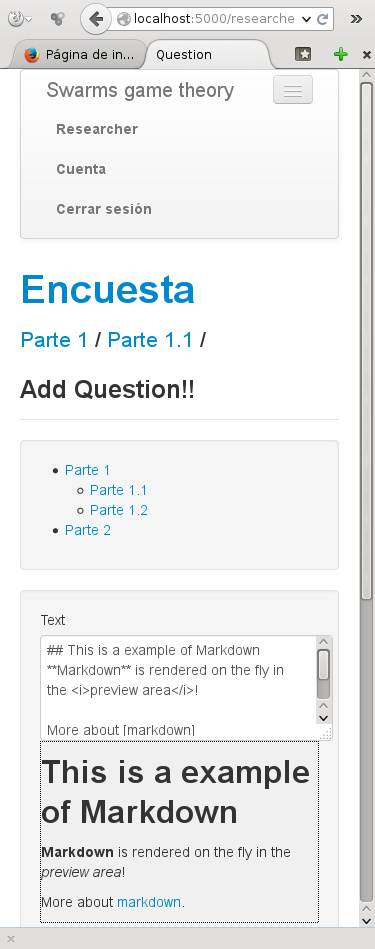 localhost:5000/researche
Página de in...
Question
Swarms game theory
Researcher
Cuenta
Cerrar sesión
Encuesta
Parte 1 / Parte 1.1 /
Add Question!!
Parte 1
Parte 1.1
Parte 1.2
Parte 2
Text
## This is a example of Markdown
**Markdown** is rendered on the fly in
the <i>preview area</i>!
More about [markdown]
This is a example
of Markdown
Markdown is rendered on the fly in the
preview area!
More about markdown.